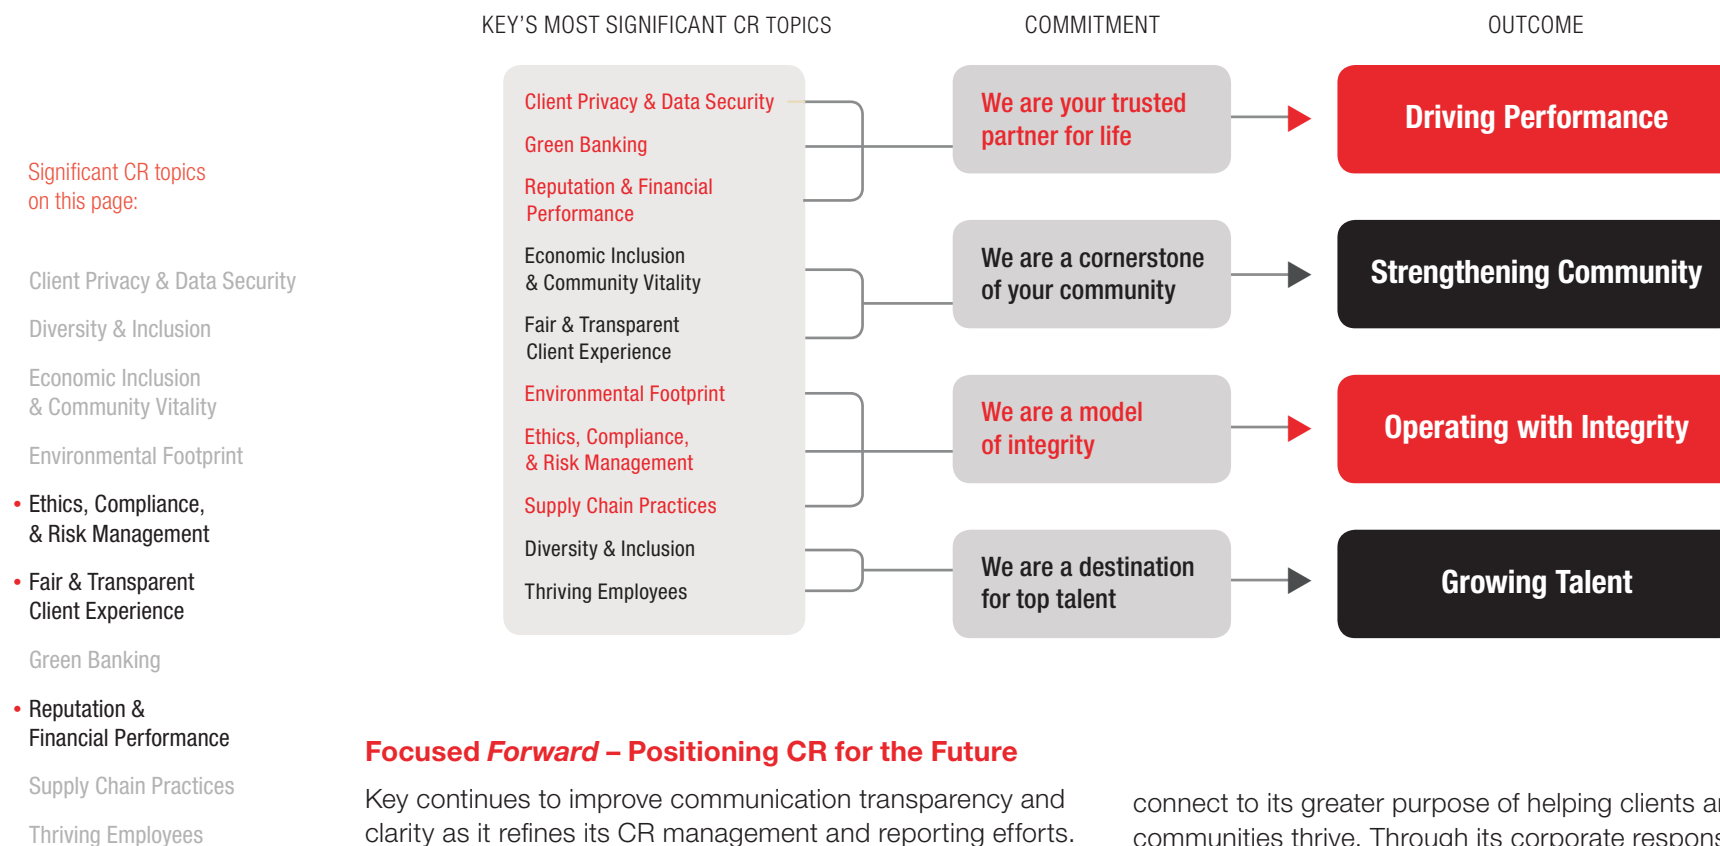 KEY'S MOST SIGNIFICANT CR TOPICS
COMMITMENT
OUTCOME
Client Privacy & Data Security
Green Banking
Reputation & Financial
Performance
Economic Inclusion
& Community Vitality
Fair & Transparent
Client Experience
Environmental Footprint
Ethics, Compliance,
& Risk Management
Supply Chain Practices
Diversity & Inclusion
Thriving Employees
We are your trusted
partner for life
We are a cornerstone
of your community
We are a model
of integrity
We are a destination
for top talent
Driving Performance
Strengthening Community
Operating with Integrity
Growing Talent
Significant CR topics
on this page:
Client Privacy & Data Security
Diversity & Inclusion
Economic Inclusion
& Community Vitality
Environmental Footprint
• Ethics, Compliance,
& Risk Management
• Fair & Transparent
Client Experience
Green Banking
• Reputation &
Financial Performance
Supply Chain Practices
Thriving Employees
Focused Forward – Positioning CR for the Future
Key continues to improve communication transparency and
clarity as it refines its CR management and reporting efforts.
connect to its greater purpose of helping clients
communities thrive. Through its corporate